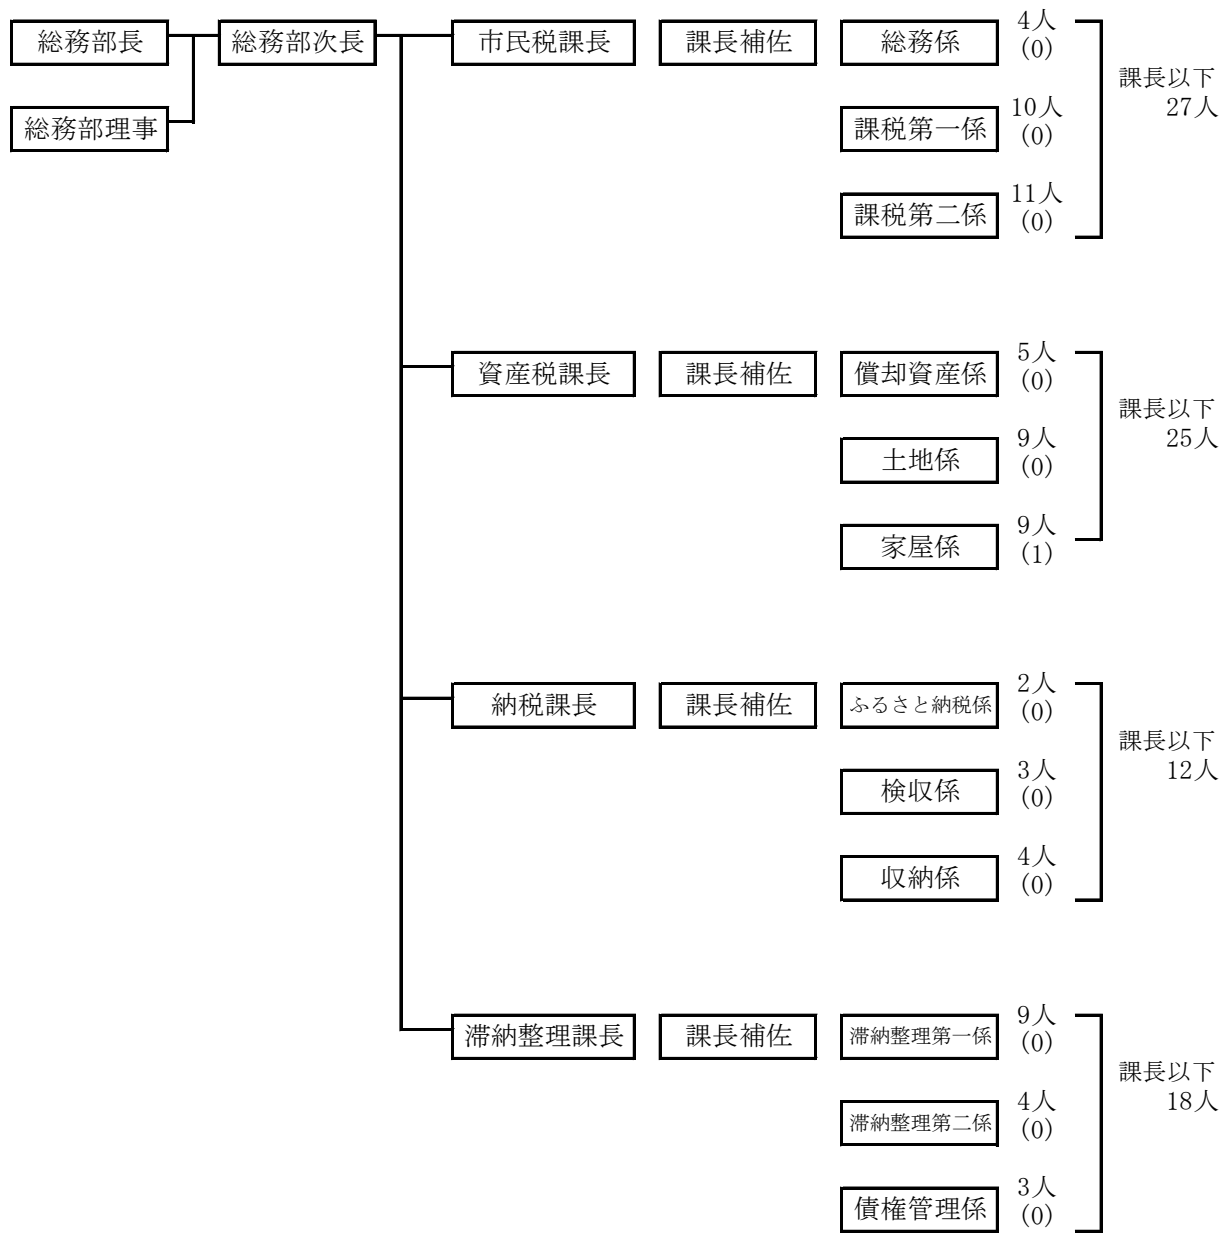 総務部長
総務部次長
市民税課長
課長補佐
総務係
4人
(0)
課長以下
27人
総務部理事
課税第一係
10人
(0)
課税第二係
11人
(0)
資産税課長
課長補佐
償却資産係
5人
(0)
課長以下
25人
土地係
9人
(0)
家屋係
9人
(1)
納税課長
課長補佐
ふるさと納税係
2人
(0)
課長以下
12人
検収係
3人
(0)
収納係
4人
(0)
滞納整理課長
課長補佐
滞納整理第一係
9人
(0)
課長以下
18人
滞納整理第二係
4人
(0)
債権管理係
3人
(0)